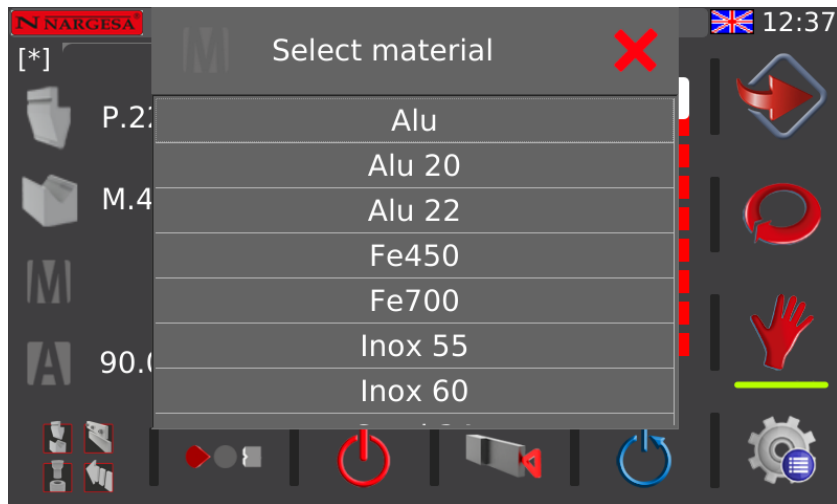 NARGESA
Select material
12:37
[*]
P.22
M.4
90.0
Alu
Alu 20
Alu 22
Fe450
Fe700
Inox 55
Inox 60